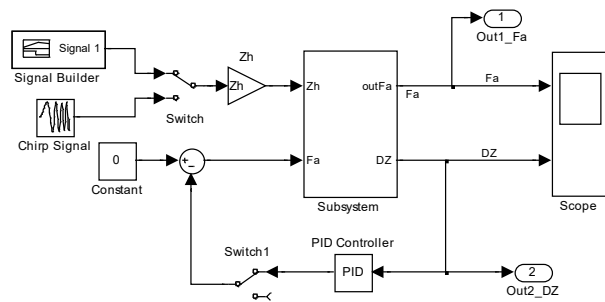 Signal 1
Signal Builder
Chirp Signal
Switch
Zh
Zh
Zh
outFa
Fa
DZ
Subsystem
1
Out1_Fa
Fa
Fa
DZ
Scope
0
Constant
+
−
Switch1
PID Controller
PID
2
Out2_DZ